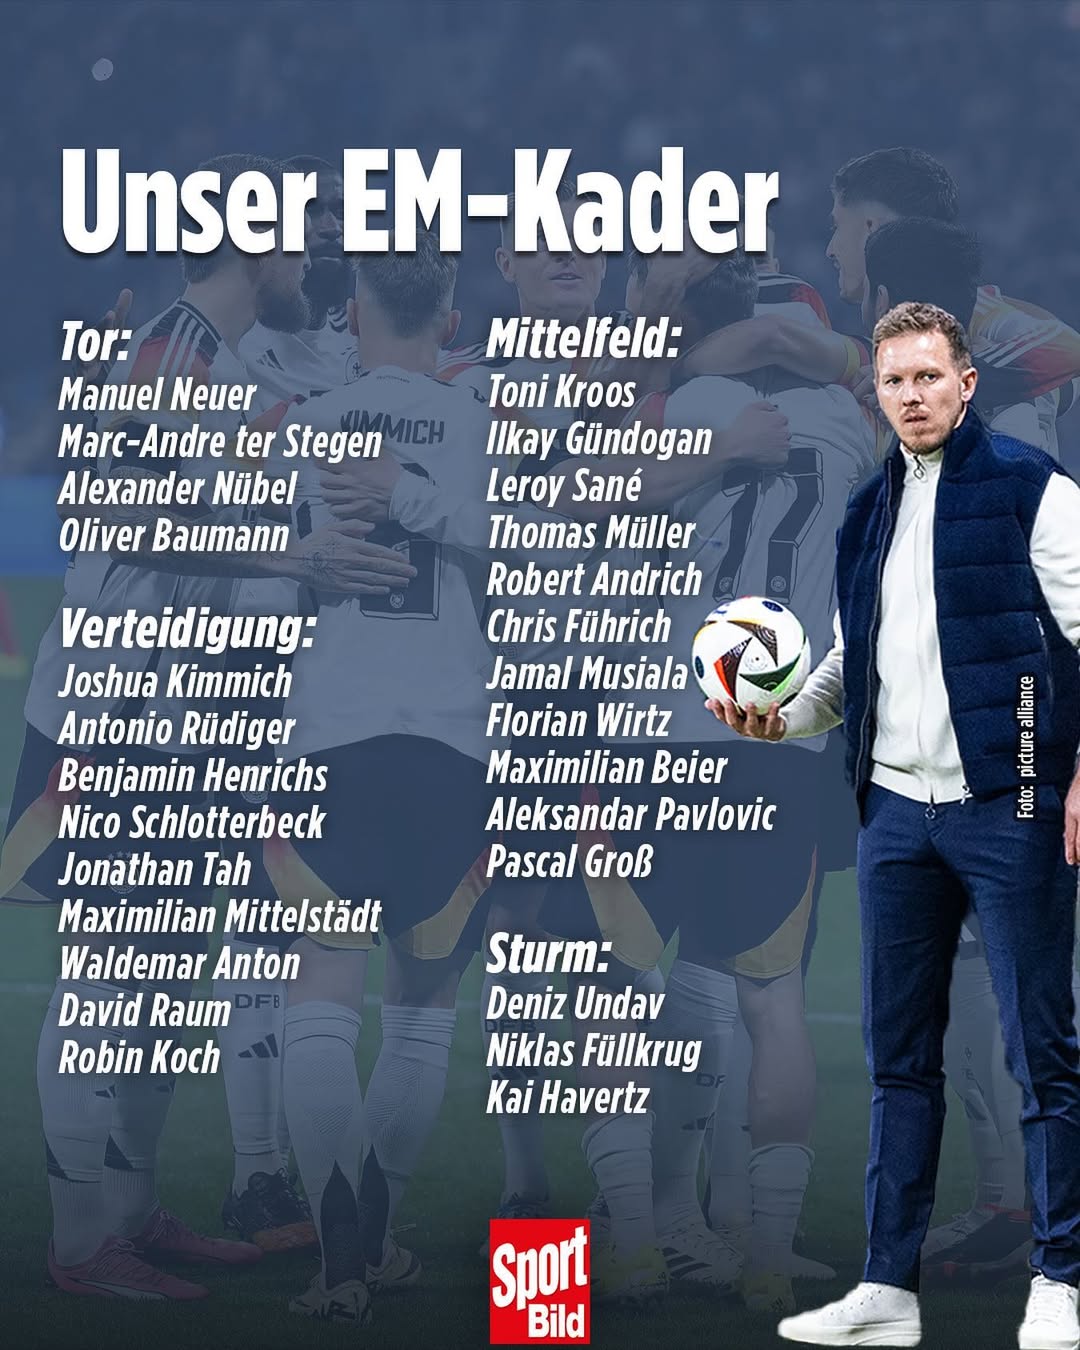 Unser EM-Kader
Tor:
Manuel Neuer
Marc-Andre ter Stegen
Alexander Nübel
Oliver Baumann
Verteidigung:
Joshua Kimmich
Antonio Rüdiger
Benjamin Henrichs
Nico Schlotterbeck
Jonathan Tah
Maximilian Mittelstädt
Waldemar Anton
David Raum
Robin Koch
Mittelfeld:
Toni Kroos
Ilkay Gündogan
Leroy Sané
Thomas Müller
Robert Andrich
Chris Führich
Jamal Musiala
Florian Wirtz
Maximilian Beier
Aleksandar Pavlovic
Pascal Groß
Sturm:
Deniz Undav
Niklas Füllkrug
Kai Havertz
KIMMICH
DFB
DFB
Foto: picture alliance
Sport
Bild